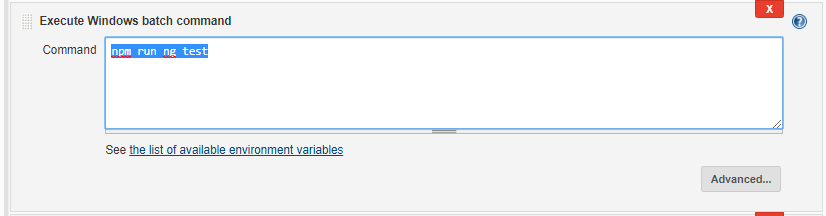 X
Execute Windows batch command
?
Command
npm run ng test
See the list of available environment variables
Advanced...